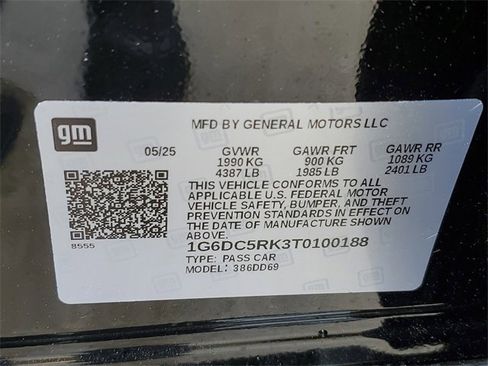 gm
MFD BY GENERAL MOTORS LLC
05/25 GVWR GAWR FRT GAWR RR
1990 KG 900 KG 1089 KG
4387 LB 1985 LB 2401 LB
THIS VEHICLE CONFORMS TO ALL
APPLICABLE U.S. FEDERAL MOTOR
VEHICLE SAFETY, BUMPER, AND THEFT
PREVENTION STANDARDS IN EFFECT ON
THE DATE OF MANUFACTURE SHOWN
ABOVE.
8555
1G6DC5RK3T0100188
TYPE: PASS CAR
MODEL: 386DD69